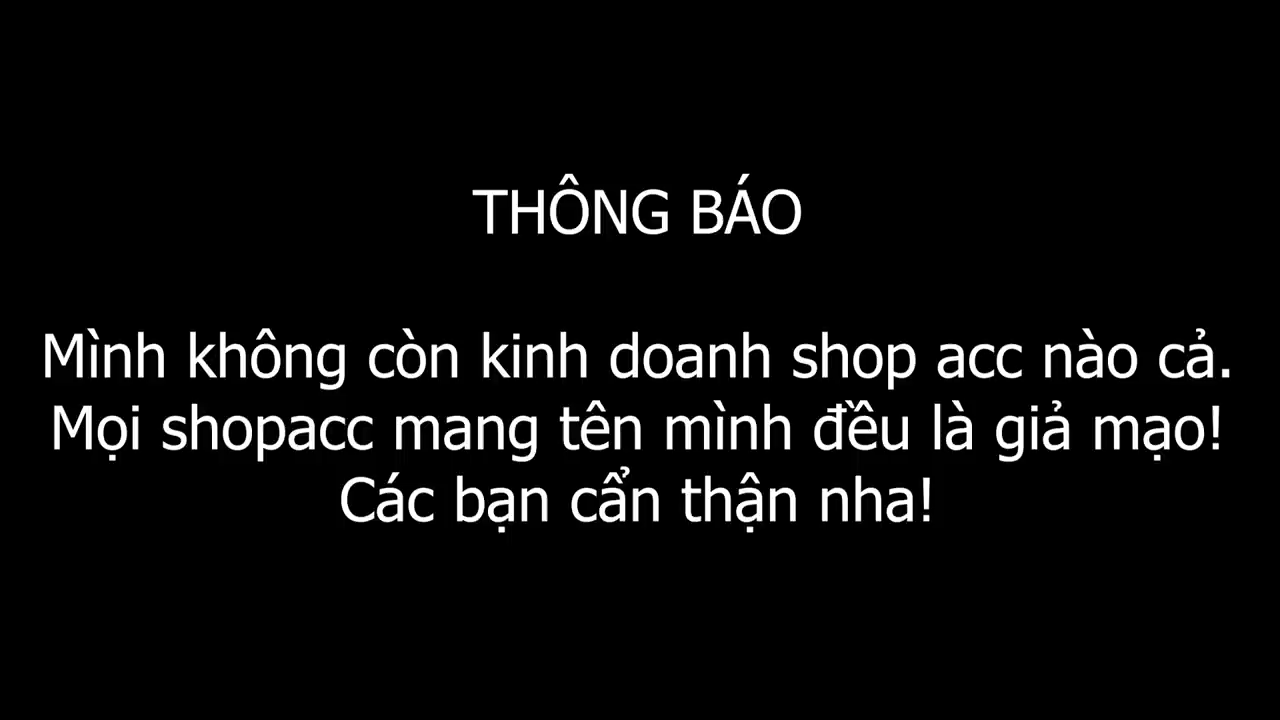 THÔNG BÁO
Mình không còn kinh doanh shop acc nào cả.
Mọi shopacc mang tên mình đều là giả mạo!
Các bạn cẩn thận nha!